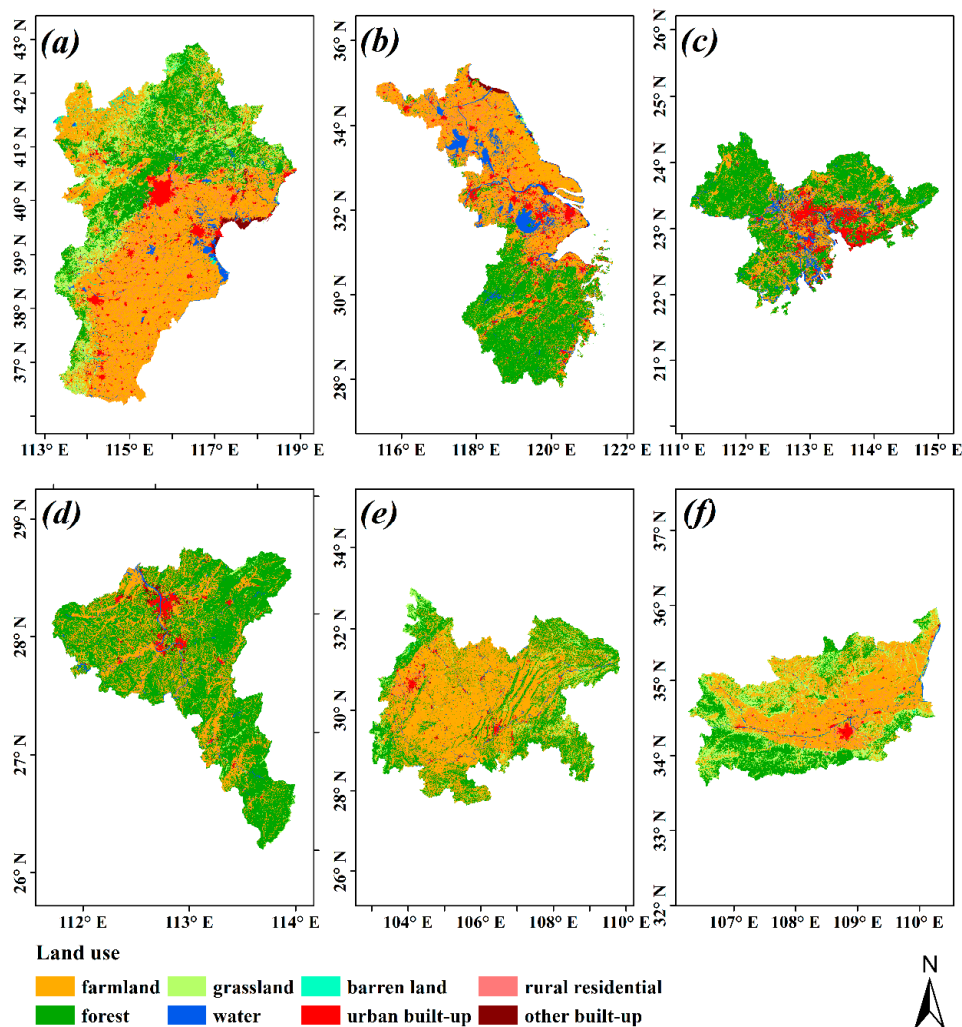 (a)
43° N
42° N
41° N
40° N
39° N
38° N
37° N
113° E
115° E
117° E
119° E
(b)
36° N
34° N
32° N
30° N
28° N
116° E
118° E
120° E
122° E
(c)
26° N
25° N
24° N
23° N
22° N
21° N
111° E
112° E
113° E
114° E
115° E
(d)
29° N
28° N
27° N
26° N
112° E
113° E
114° E
(e)
34° N
32° N
30° N
28° N
26° N
104° E
106° E
108° E
110° E
(f)
37° N
36° N
35° N
34° N
33° N
32° N
107° E
108° E
109° E
110° E
Land use
farmland grassland barren land rural residential
forest water urban built-up other built-up
N